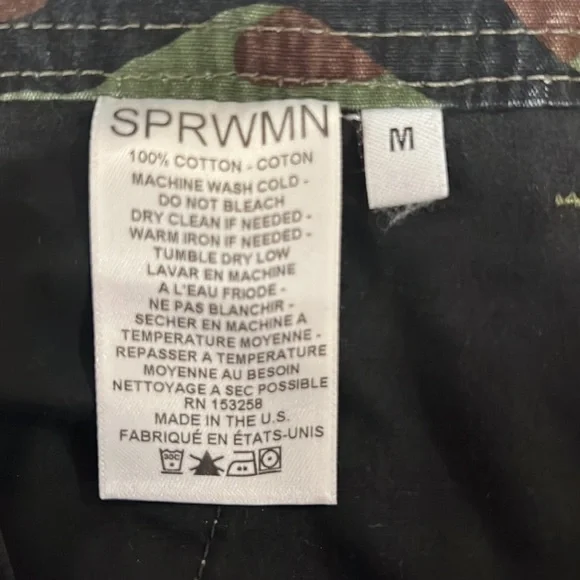 SPRWMN
100% COTTON - COTON
MACHINE WASH COLD -
DO NOT BLEACH
DRY CLEAN IF NEEDED -
WARM IRON IF NEEDED -
TUMBLE DRY LOW
LAVAR EN MACHINE
A L'EAU FRIODE -
NE PAS BLANCHIR -
SECHER EN MACHINE A
TEMPERATURE MOYENNE -
REPASSER A TEMPERATURE
MOYENNE AU BESOIN
NETTOYAGE A SEC POSSIBLE
RN 153258
MADE IN THE U.S.
FABRIQUÉ EN ÉTATS-UNIS
M